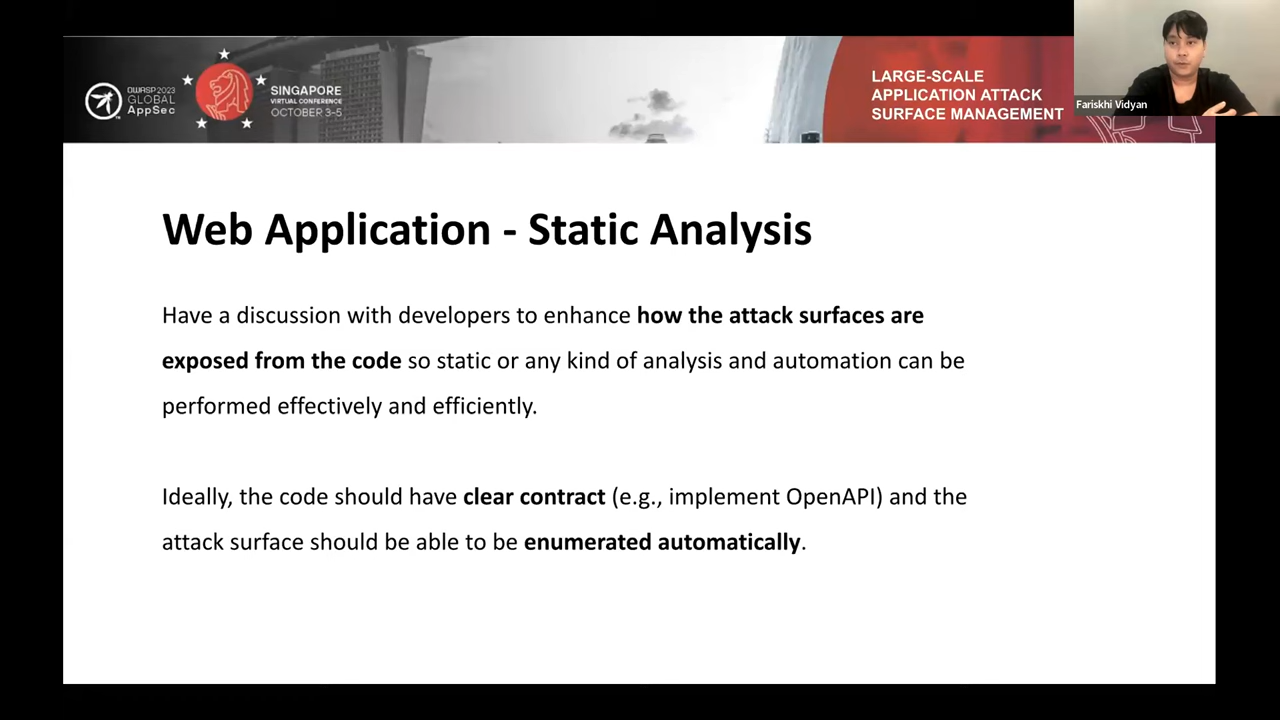 OWASP2023
GLOBAL
AppSec
SINGAPORE
VIRTUAL CONFERENCE
OCTOBER 3-5
LARGE-SCALE
APPLICATION ATTACK
SURFACE MANAGEMENT
Fariskhi Vidyan
Web Application - Static Analysis
Have a discussion with developers to enhance how the attack surfaces are
exposed from the code so static or any kind of analysis and automation can be
performed effectively and efficiently.
Ideally, the code should have clear contract (e.g., implement OpenAPI) and the
attack surface should be able to be enumerated automatically.